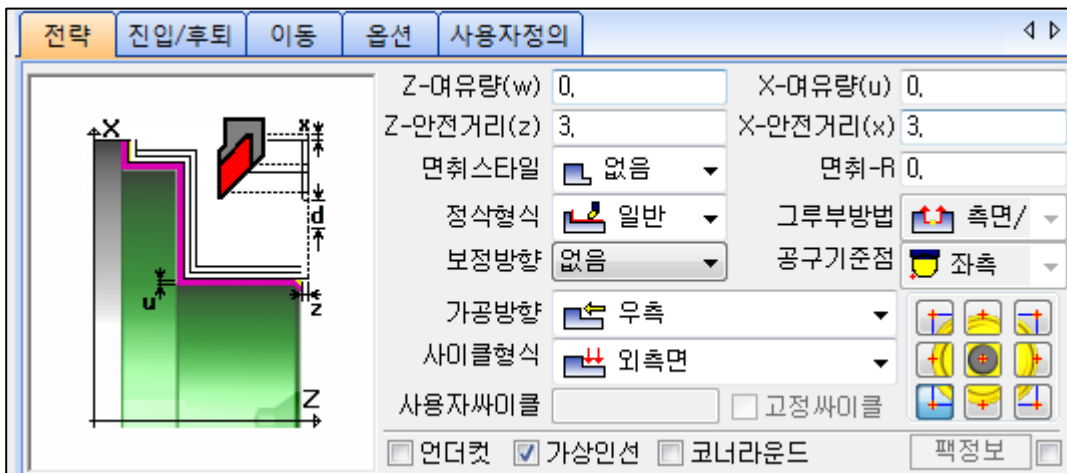 전략 진입/후퇴 이동 옵션 사용자정의
X x
d
u z
Z
Z-여유량(w) 0, X-여유량(u) 0,
Z-안전거리(z) 3, X-안전거리(x) 3,
면취스타일 없음 면취-R 0,
정삭형식 일반 그루부방법 측면/
보정방향 없음 공구기준점 좌측
가공방향 우측
사이클형식 외측면
사용자싸이클 고정싸이클
언더컷 가상인선 코너라운드 팩정보